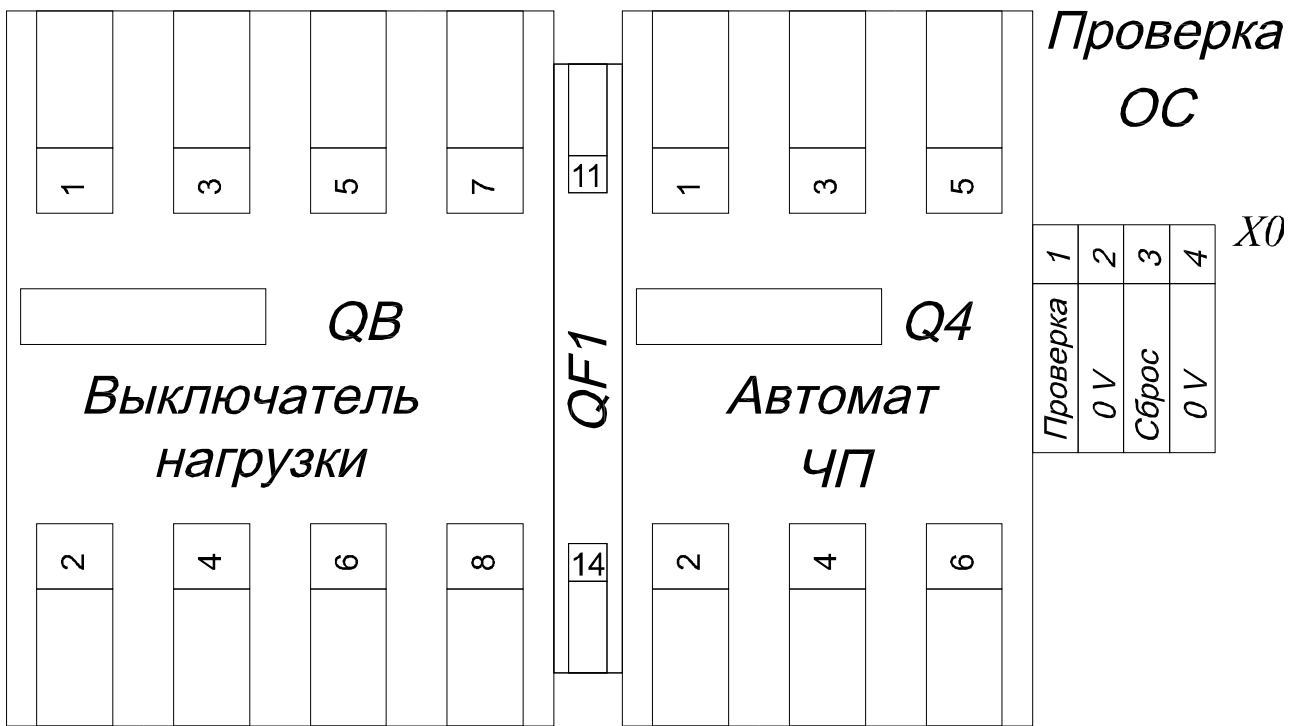 Проверка
ОС
1 3 5 7
11
1 3 5
X0
1 2 3 4
Проверка
0 V
Сброс
0 V
QB
Выключатель
нагрузки
QF1
Q4
Автомат
ЧП
2 4 6 8
14
2 4 6